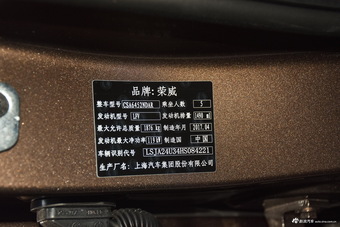 品牌:荣威
整车型号 CSA6452NDAR 乘坐人数 5
发动机型号 LFV 发动机排量 1490 ml
最大允许总质量 1876 kg 制造年月 2017.04
发动机最大净功率 119 kW 制造国 中国
车辆识别代号 LSJA24U34HS084221
生产厂名: 上海汽车集团股份有限公司